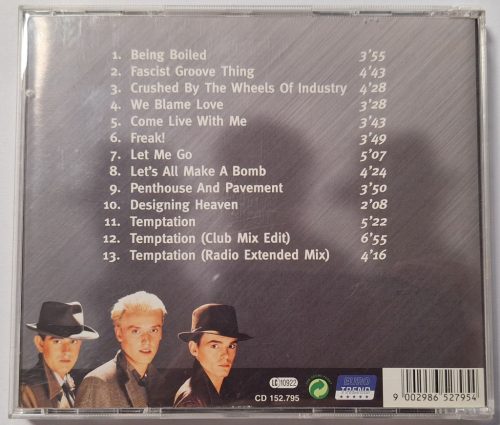 1. Being Boiled 3'55
2. Fascist Groove Thing 4'43
3. Crushed By The Wheels Of Industry 4'28
4. We Blame Love 3'28
5. Come Live With Me 3'43
6. Freak! 3'49
7. Let Me Go 5'07
8. Let's All Make A Bomb 4'24
9. Penthouse And Pavement 3'50
10. Designing Heaven 2'08
11. Temptation 5'22
12. Temptation (Club Mix Edit) 6'55
13. Temptation (Radio Extended Mix) 4'16
LC 10922
CD 152.795
EURO
TREND
9 002986 527954